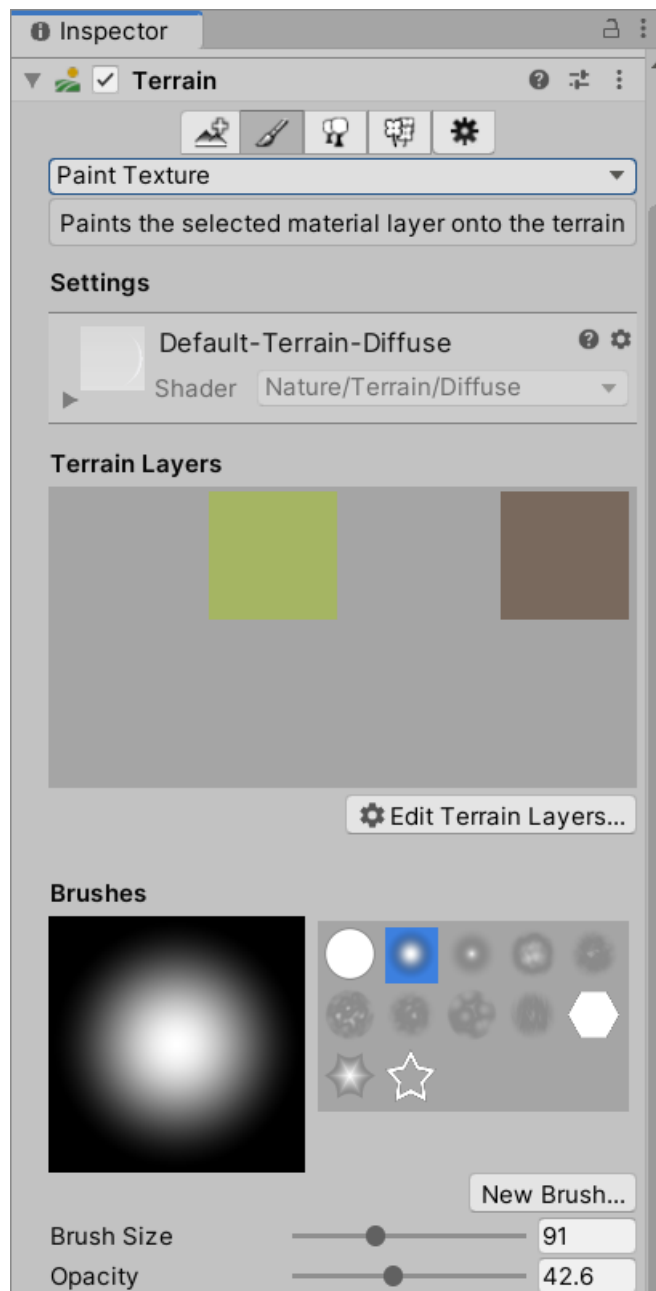 Inspector
Terrain
Paint Texture
Paints the selected material layer onto the terrain
Settings
Default-Terrain-Diffuse
Shader Nature/Terrain/Diffuse
Terrain Layers
Edit Terrain Layers...
Brushes
New Brush...
Brush Size 91
Opacity 42.6